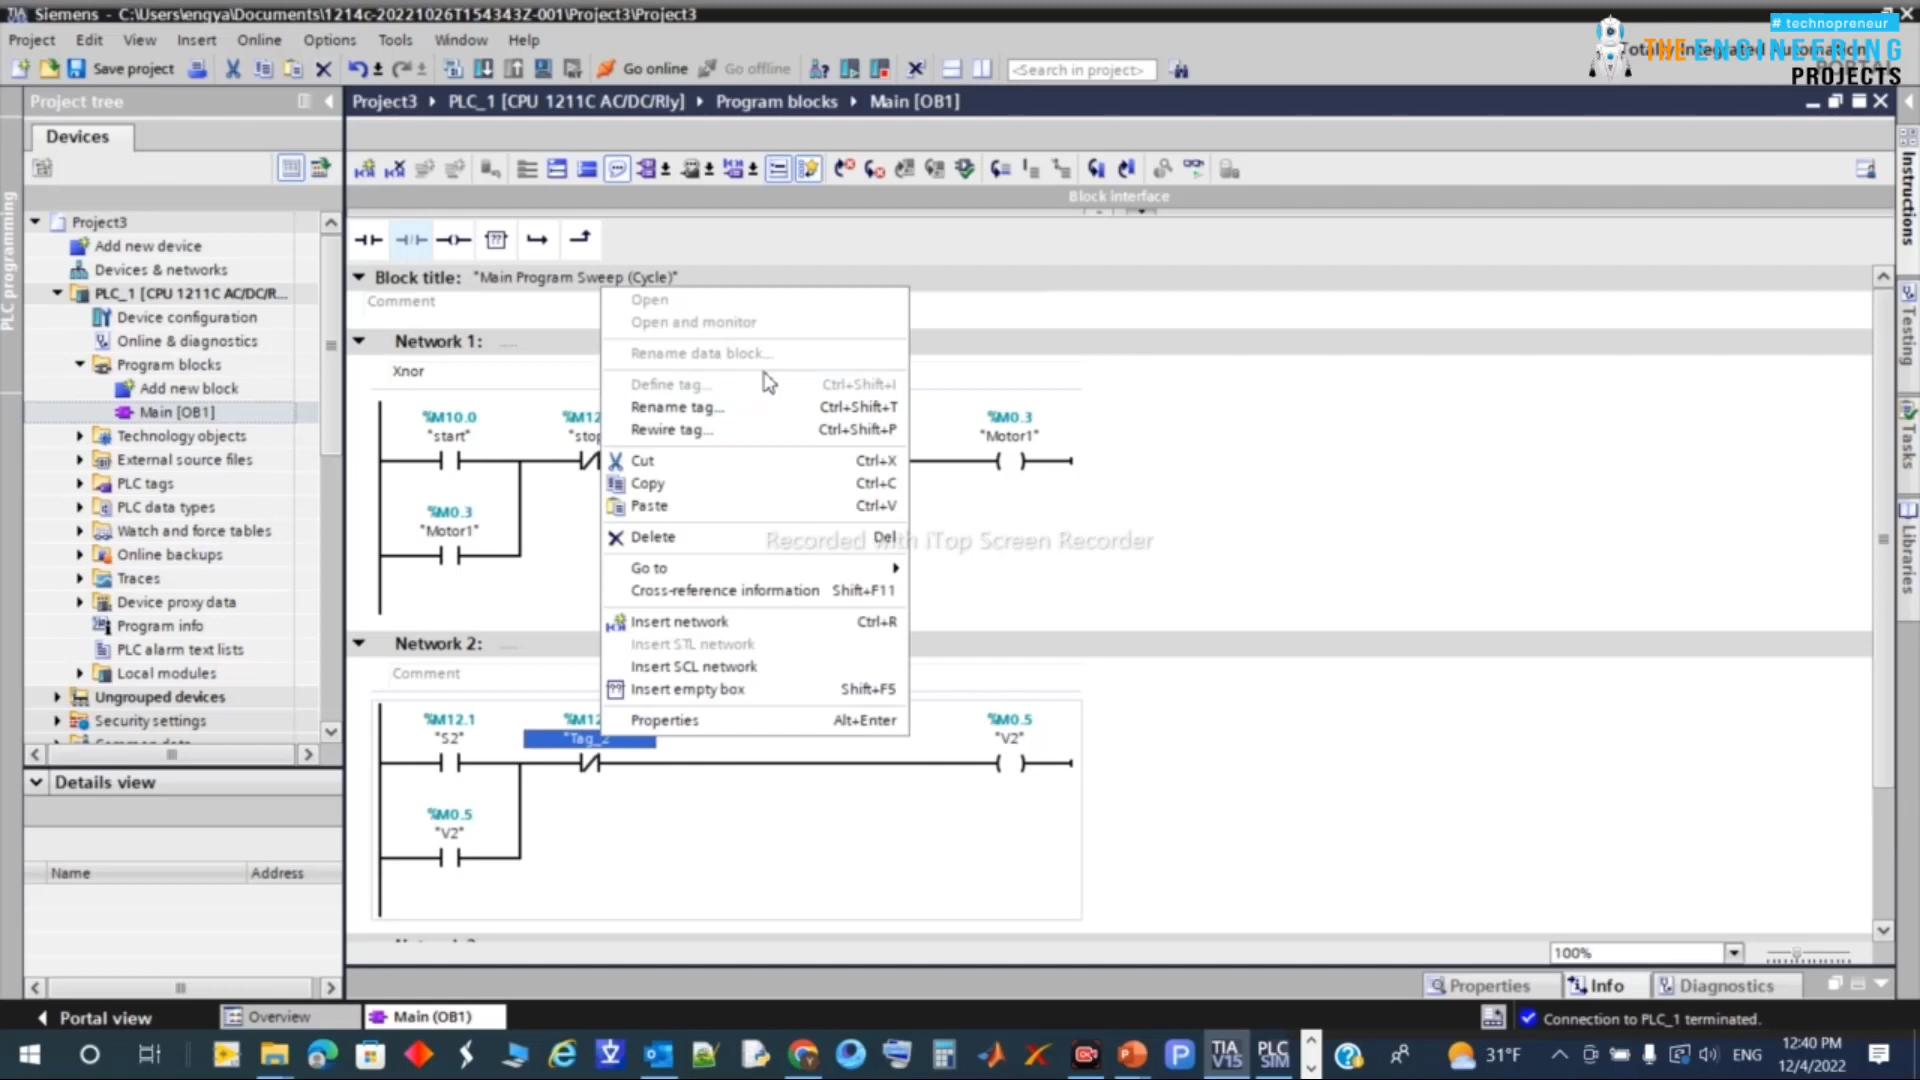 Siemens - C:\Users\engya\Documents\1214c-20221026T154343Z-001\Project3\Project3
# technopreneur
Project Edit View Insert Online Options Tools Window Help
Totally Integrated Automation
THE ENGINEERING
PROJECTS
Save project
Go online
Go offline
<Search in project>
Project tree
Project3 PLC_1 [CPU 1211C AC/DC/Rly] Program blocks Main [OB1]
Devices
Block interface
PLC programming
Instructions
Testing
Tasks
Libraries
Project3
Add new device
Devices & networks
PLC_1 [CPU 1211C AC/DC/R...
Device configuration
Online & diagnostics
Program blocks
Add new block
Main [OB1]
Technology objects
External source files
PLC tags
PLC data types
Watch and force tables
Online backups
Traces
Device proxy data
Program info
PLC alarm text lists
Local modules
Ungrouped devices
Security settings
Details view
Name Address
Block title: "Main Program Sweep (Cycle)"
Comment
Network 1: .....
Xnor
%M10.0
"start"
%M12
"stop
%M0.3
"Motor1"
%M0.3
"Motor1"
Open
Open and monitor
Rename data block...
Define tag... Ctrl+Shift+I
Rename tag... Ctrl+Shift+T
Rewire tag... Ctrl+Shift+P
Cut Ctrl+X
Copy Ctrl+C
Paste Ctrl+V
Delete Del
Go to
Cross-reference information Shift+F11
Insert network Ctrl+R
Insert STL network
Insert SCL network
Insert empty box Shift+F5
Properties Alt+Enter
Recorded with iTop Screen Recorder
Network 2: .....
Comment
%M12.1
"S2"
%M12
"Tag_2
%M0.5
"V2"
%M0.5
"V2"
100%
Properties Info Diagnostics
Portal view
Overview
Main (OB1)
Connection to PLC_1 terminated.
TIA
V15
PLC
SIM
31°F
ENG
12:40 PM
12/4/2022